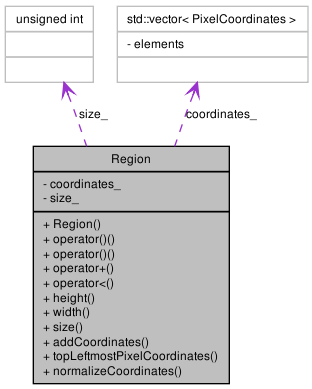 unsigned int
std::vector< PixelCoordinates >
- elements
size_
coordinates_
Region
- coordinates_
- size_
+ Region()
+ operator()()
+ operator()()
+ operator+()
+ operator<()
+ height()
+ width()
+ size()
+ addCoordinates()
+ topLeftmostPixelCoordinates()
+ normalizeCoordinates()